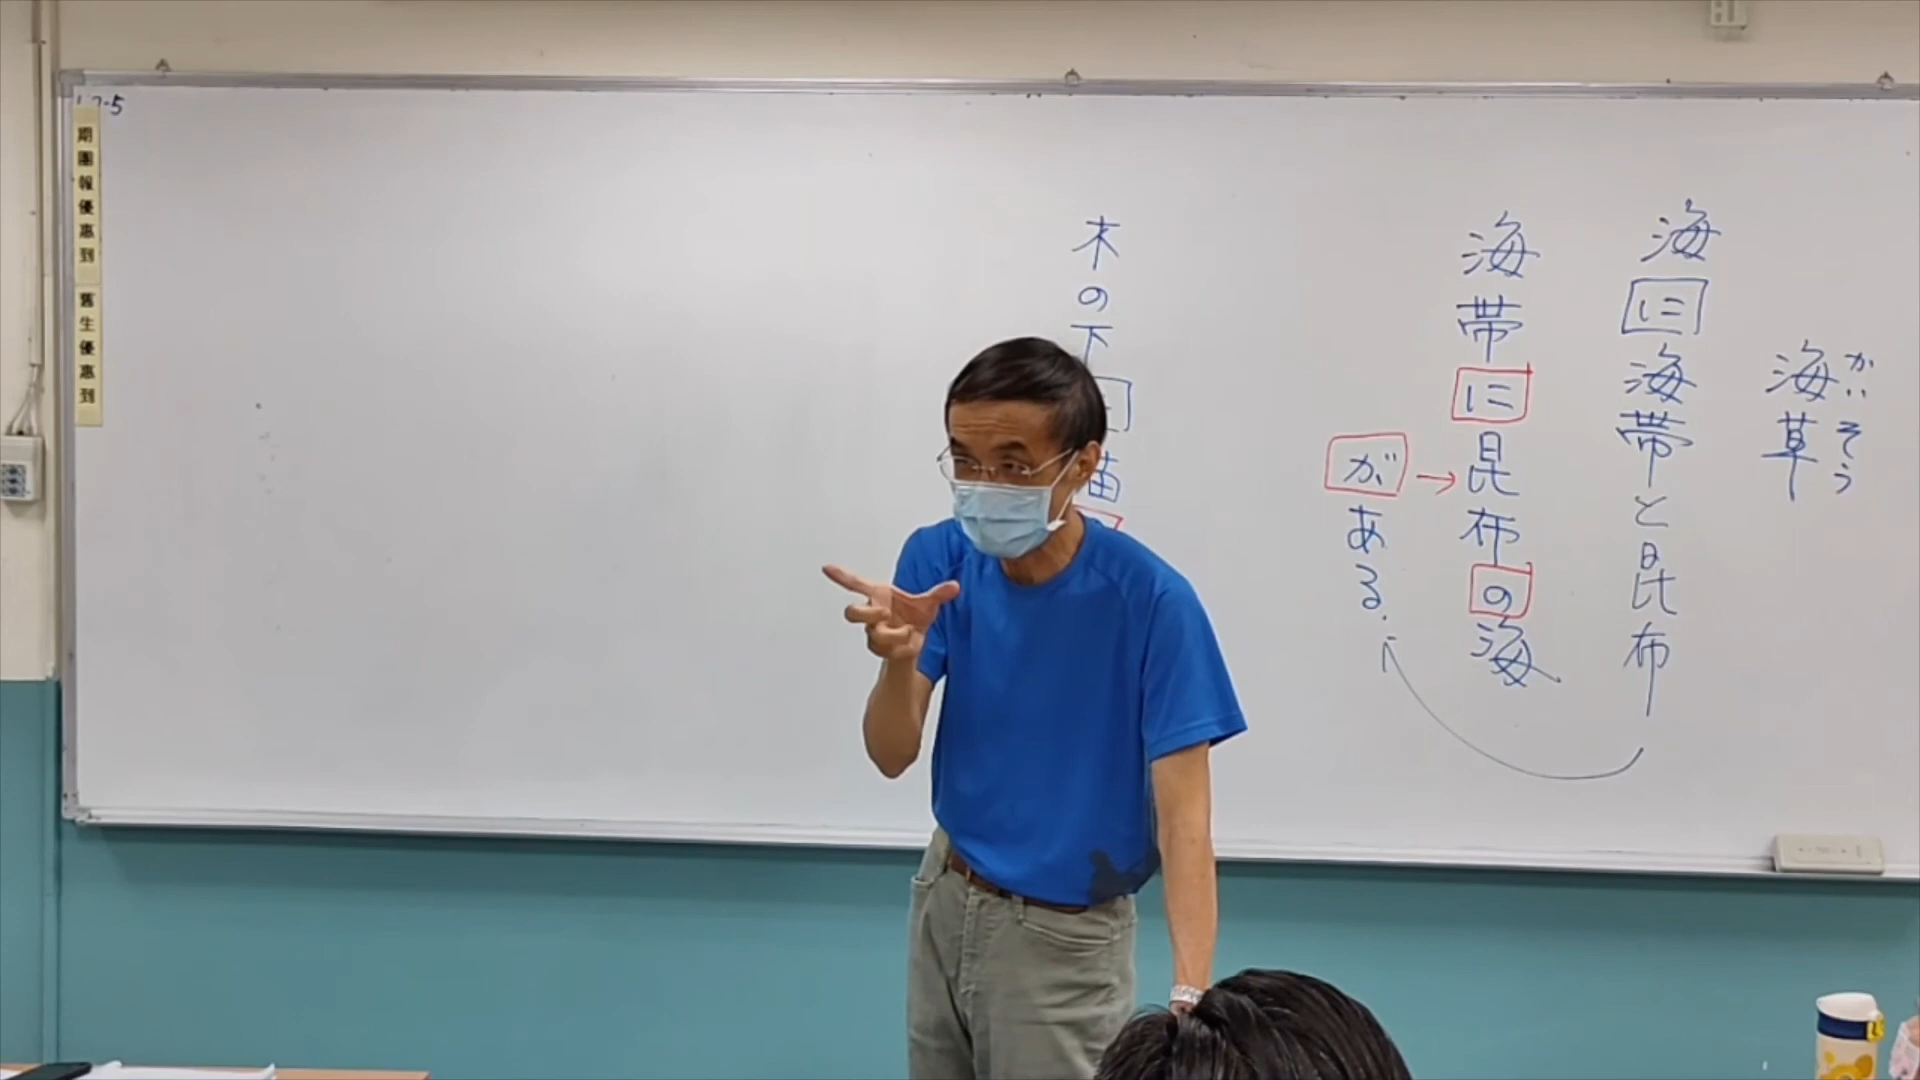 海草
かいそう
海に海帯と昆布
海帯に昆布の海
がある.
木の下
期團報優惠到
舊生優惠到